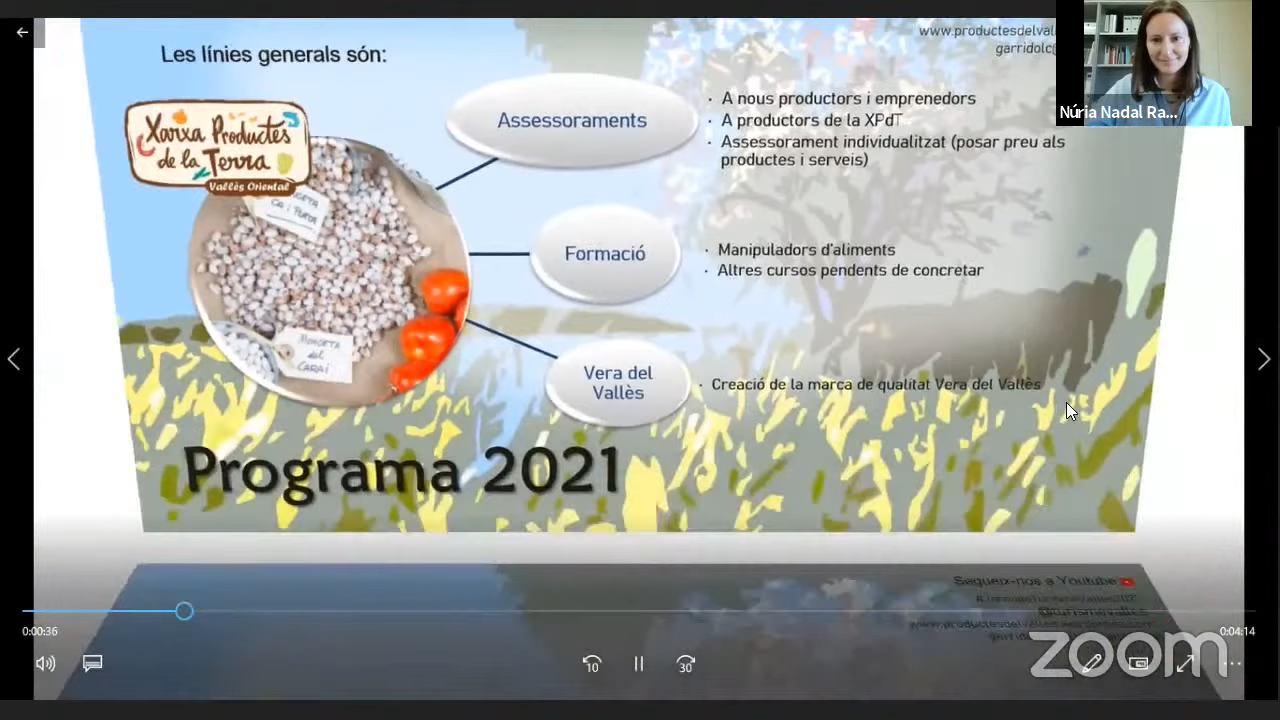 Les línies generals són:
www.productesdelval
garridolc@
Núria Nadal Ra...
Xarxa Productes
de la Terra
Vallès Oriental
Assessoraments
· A nous productors i emprenedors
· A productors de la XPdT
· Assessorament individualitzat (posar preu als
productes i serveis)
Formació
· Manipuladors d'aliments
· Altres cursos pendents de concretar
MONGETA
del
CARAI
Vera del
Vallès
· Creació de la marca de qualitat Vera del Vallès
Programa 2021
Segueix-nos a Youtube
@turismevalles
0:00:36
0:04:14
10
30
zoom